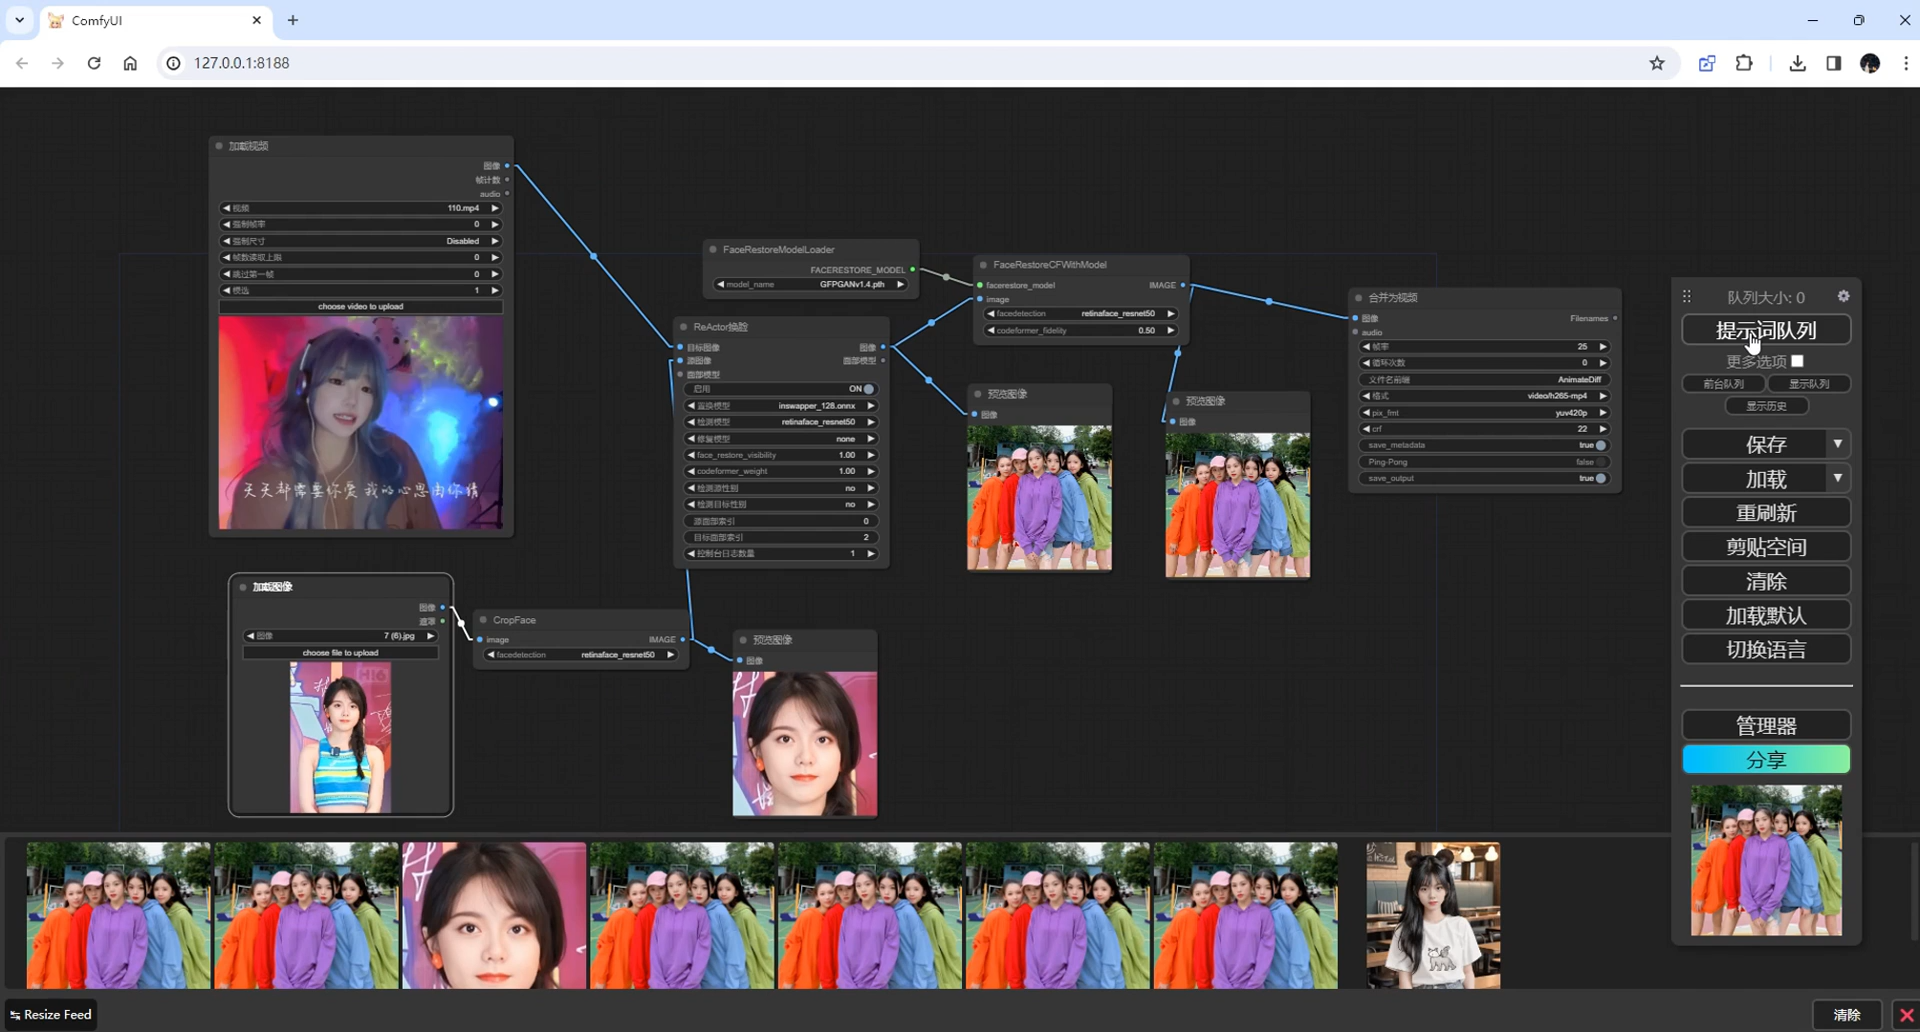 ComfyUI
127.0.0.1:8188
加载视频
图像
帧计数
audio
视频 110.mp4
强制帧率 0
强制尺寸 Disabled
帧数读取上限 0
跳过第一帧 0
模选 1
choose video to upload
天天都需要你爱 我的心思由你猜
FaceRestoreModelLoader
FACERESTORE_MODEL
model_name GFPGANv1.4.pth
FaceRestoreCFWithModel
facerestore_model IMAGE
image
facedetection retinaface_resnet50
codeformer_fidelity 0.50
ReActor换脸
目标图像 图像
源图像 面部模型
面部模型
启用 ON
置换模型 inswapper_128.onnx
检测模型 retinaface_resnet50
修复模型 none
face_restore_visibility 1.00
codeformer_weight 1.00
检测源性别 no
检测目标性别 no
源面部索引 0
目标面部索引 2
控制台日志数量 1
预览图像
图像
预览图像
图像
合并为视频
图像 Filenames
audio
帧率 25
循环次数 0
文件名前缀 AnimateDiff
格式 video/h265-mp4
pix_fmt yuv420p
crf 22
save_metadata true
Ping-Pong false
save_output true
加载图像
图像
遮罩
图像 7 (6).jpg
choose file to upload
CropFace
image IMAGE
facedetection retinaface_resnet50
预览图像
图像
队列大小: 0
提示词队列
更多选项
前台队列 显示队列
显示历史
保存
加载
重刷新
剪贴空间
清除
加载默认
切换语言
管理器
分享
Resize Feed
清除